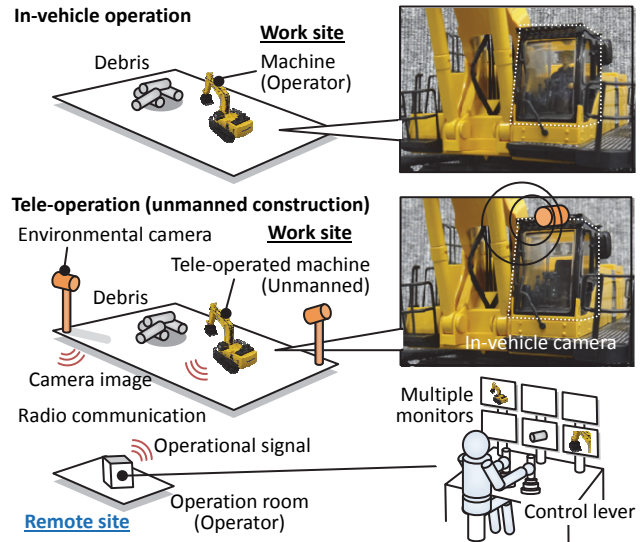 In-vehicle operation
Work site
Debris
Machine
(Operator)
Tele-operation (unmanned construction)
Environmental camera
Work site
Tele-operated machine
(Unmanned)
Debris
In-vehicle camera
Camera image
Radio communication
Multiple
monitors
Operational signal
Operation room
(Operator)
Control lever
Remote site